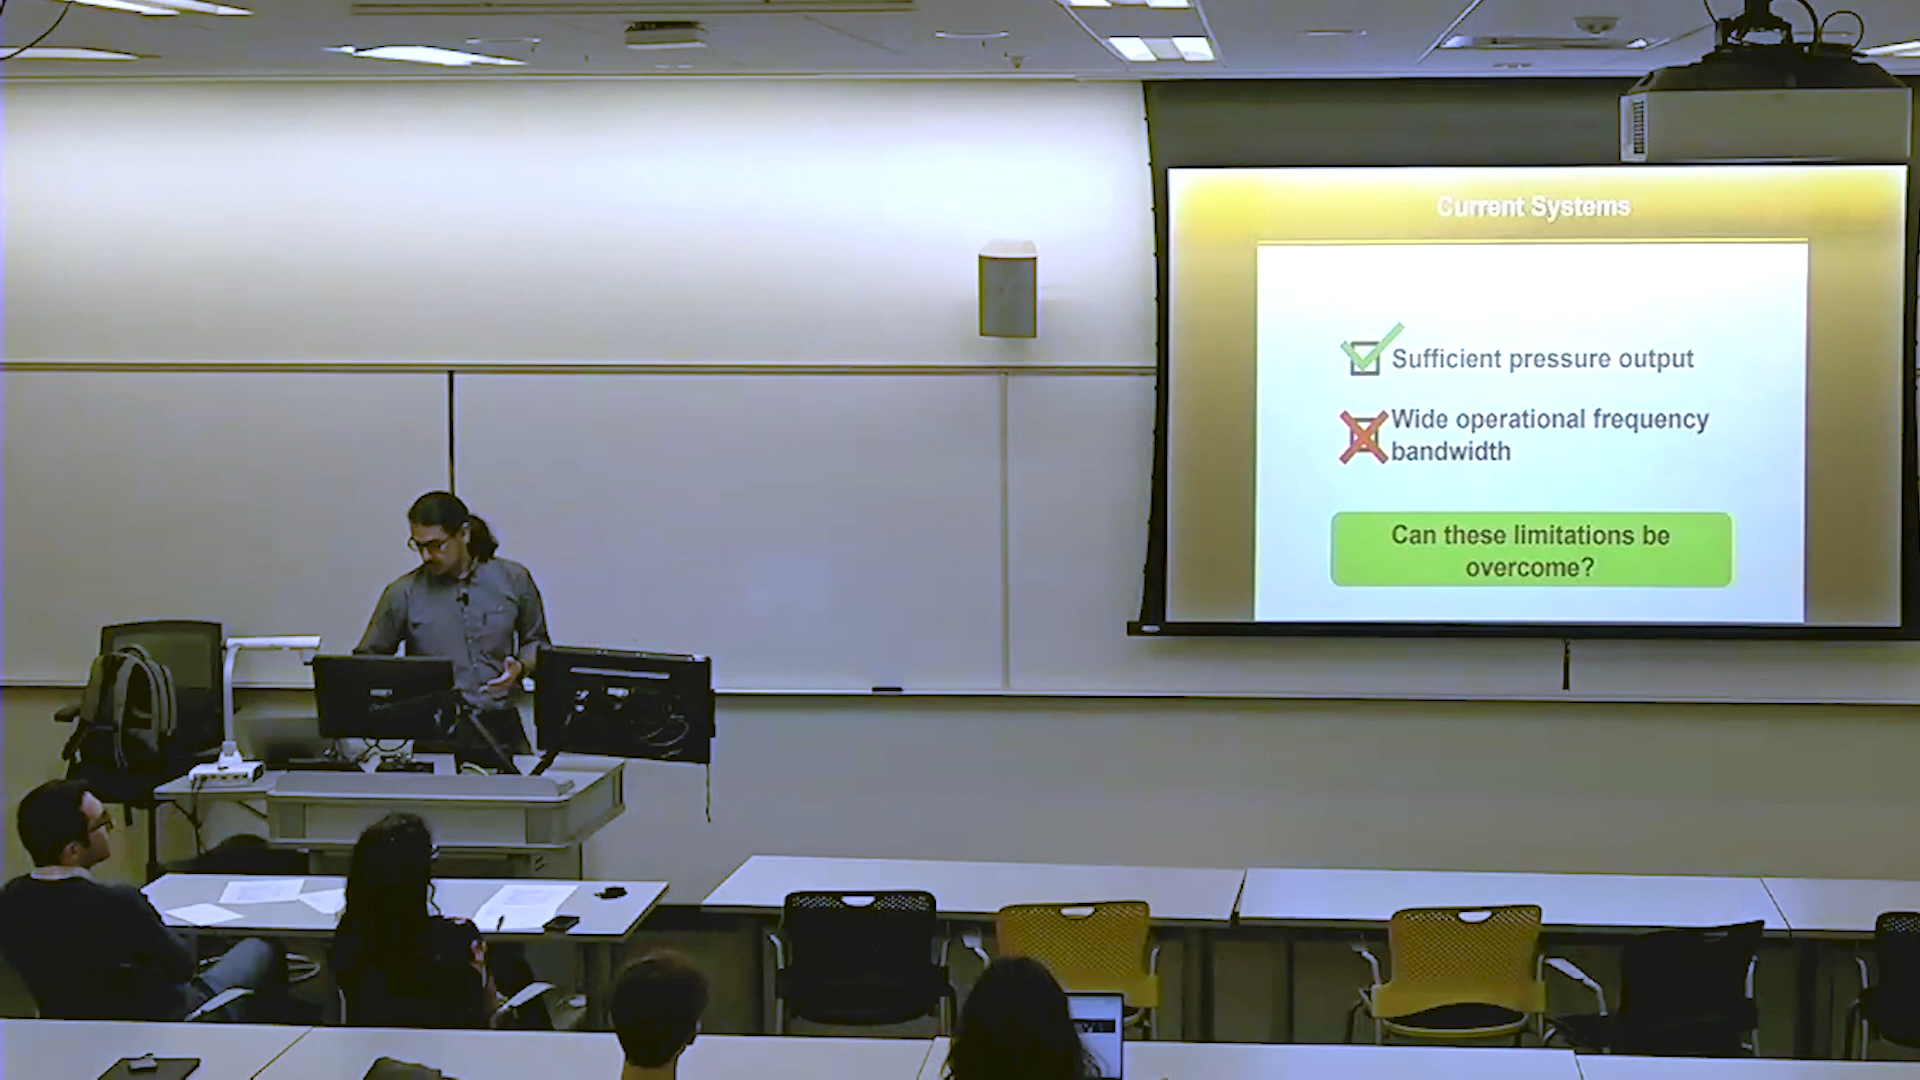 Current Systems
Sufficient pressure output
Wide operational frequency
bandwidth
Can these limitations be
overcome?